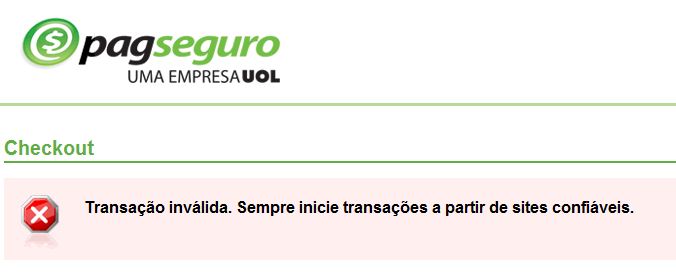 pagseguro
UMA EMPRESA UOL
Checkout
Transação inválida. Sempre inicie transações a partir de sites confiáveis.